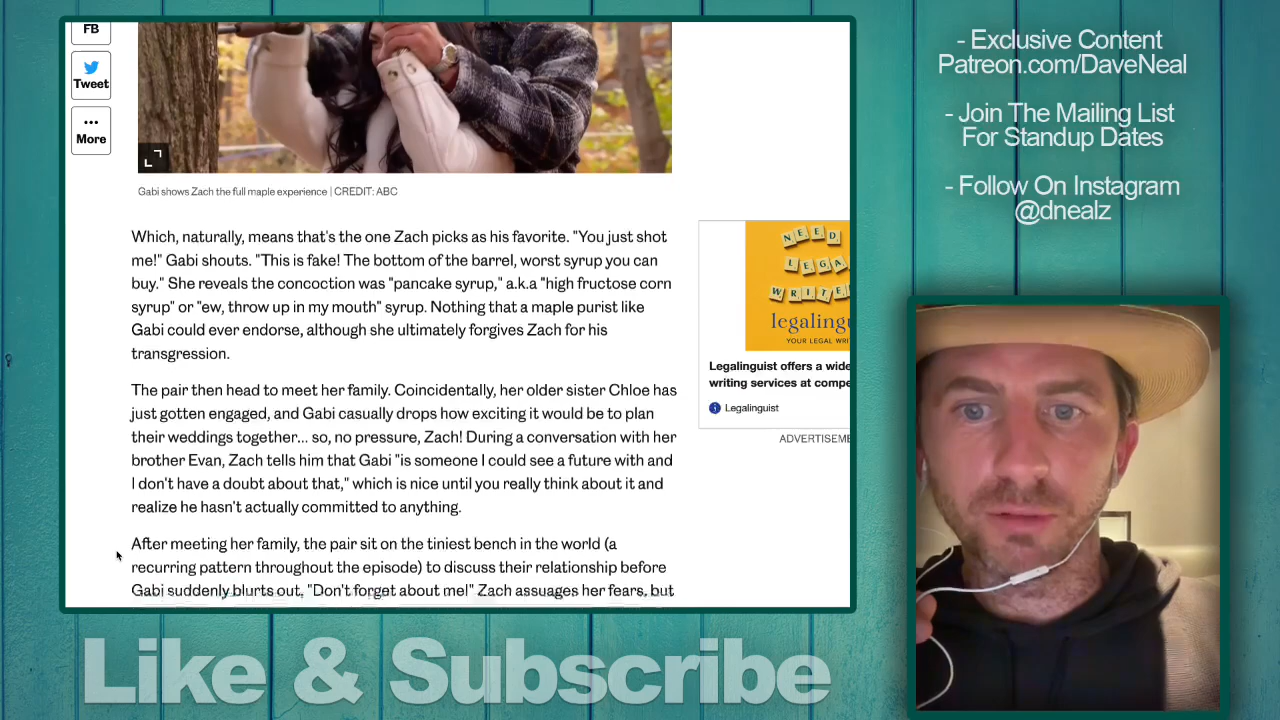 FB
Tweet
More
Gabi shows Zach the full maple experience | CREDIT: ABC
Which, naturally, means that's the one Zach picks as his favorite. "You just shot
me!" Gabi shouts. "This is fake! The bottom of the barrel, worst syrup you can
buy." She reveals the concoction was "pancake syrup," a.k.a "high fructose corn
syrup" or "ew, throw up in my mouth" syrup. Nothing that a maple purist like
Gabi could ever endorse, although she ultimately forgives Zach for his
transgression.
The pair then head to meet her family. Coincidentally, her older sister Chloe has
just gotten engaged, and Gabi casually drops how exciting it would be to plan
their weddings together... so, no pressure, Zach! During a conversation with her
brother Evan, Zach tells him that Gabi "is someone I could see a future with and
I don't have a doubt about that," which is nice until you really think about it and
realize he hasn't actually committed to anything.
After meeting her family, the pair sit on the tiniest bench in the world (a
recurring pattern throughout the episode) to discuss their relationship before
Gabi suddenly blurts out, "Don't forget about me!" Zach assuages her fears, but
NEED
LEGA
WRITE
legalingu
YOUR LEGAL WRI
Legalinguist offers a wide
writing services at compe
Legalinguist
ADVERTISEME
- Exclusive Content
Patreon.com/DaveNeal
- Join The Mailing List
For Standup Dates
- Follow On Instagram
@dnealz
Like & Subscribe